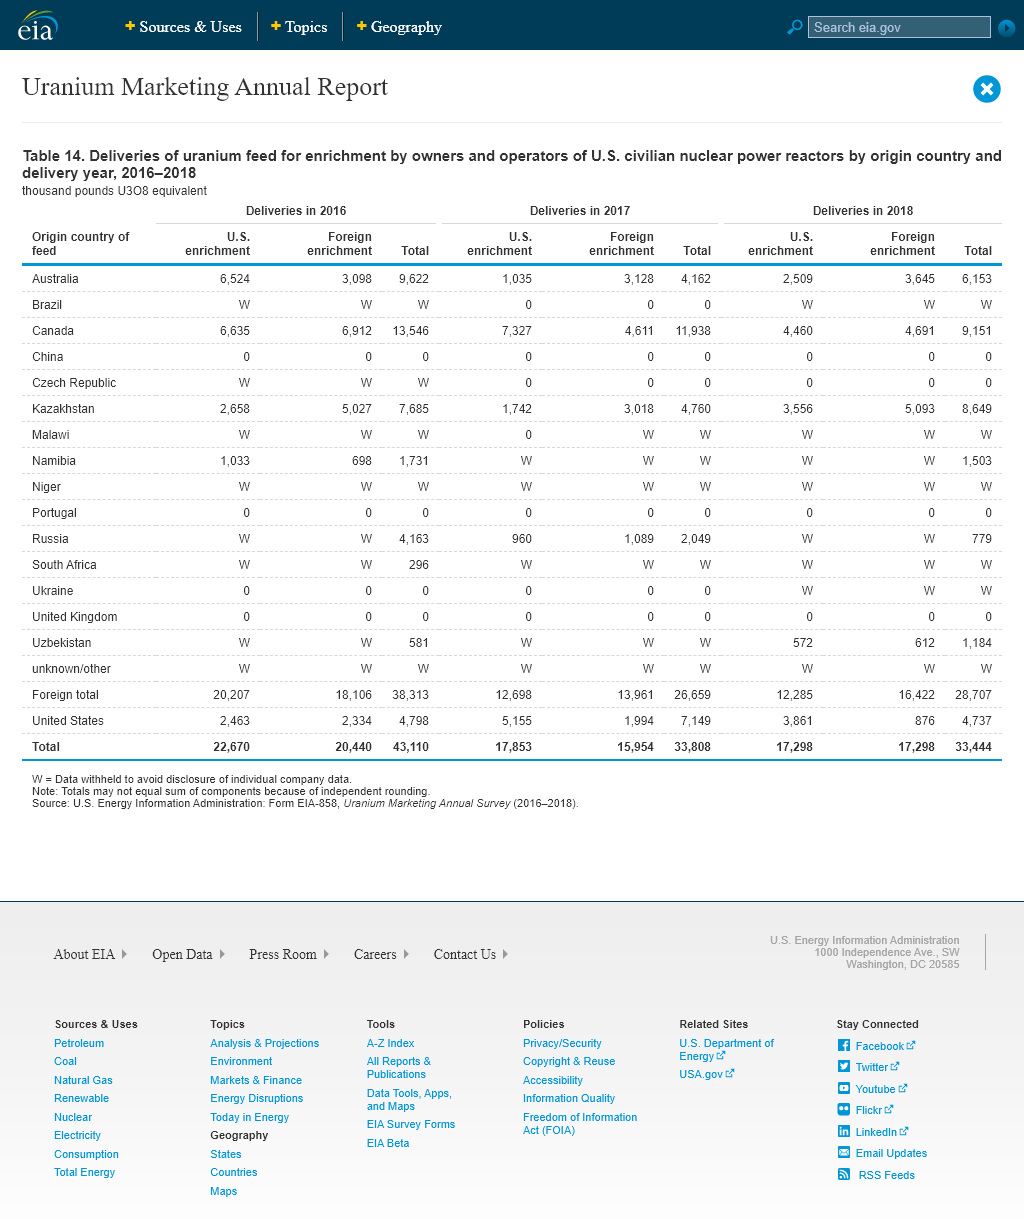 eia
Sources & Uses
Topics
Geography
Search eia.gov
Uranium Marketing Annual Report
Table 14. Deliveries of uranium feed for enrichment by owners and operators of U.S. civilian nuclear power reactors by origin country and
delivery year, 2016–2018
thousand pounds U3O8 equivalent
Deliveries in 2016 Deliveries in 2017 Deliveries in 2018
Origin country of feed U.S. enrichment Foreign enrichment Total U.S. enrichment Foreign enrichment Total U.S. enrichment Foreign enrichment Total
Australia 6,524 3,098 9,622 1,035 3,128 4,162 2,509 3,645 6,153
Brazil W W W 0 0 0 W W W
Canada 6,635 6,912 13,546 7,327 4,611 11,938 4,460 4,691 9,151
China 0 0 0 0 0 0 0 0 0
Czech Republic W W W 0 0 0 0 0 0
Kazakhstan 2,658 5,027 7,685 1,742 3,018 4,760 3,556 5,093 8,649
Malawi W W W 0 W W W W W
Namibia 1,033 698 1,731 W W W W W 1,503
Niger W W W W W W W W W
Portugal 0 0 0 0 0 0 0 0 0
Russia W W 4,163 960 1,089 2,049 W W 779
South Africa W W 296 W W W W W W
Ukraine 0 0 0 0 0 0 W W W
United Kingdom 0 0 0 0 0 0 0 0 0
Uzbekistan W W 581 W W W 572 612 1,184
unknown/other W W W W W W W W W
Foreign total 20,207 18,106 38,313 12,698 13,961 26,659 12,285 16,422 28,707
United States 2,463 2,334 4,798 5,155 1,994 7,149 3,861 876 4,737
Total 22,670 20,440 43,110 17,853 15,954 33,808 17,298 17,298 33,444
W = Data withheld to avoid disclosure of individual company data.
Note: Totals may not equal sum of components because of independent rounding.
Source: U.S. Energy Information Administration: Form EIA-858, Uranium Marketing Annual Survey (2016–2018).
About EIA
Open Data
Press Room
Careers
Contact Us
U.S. Energy Information Administration
1000 Independence Ave., SW
Washington, DC 20585
Sources & Uses
Petroleum
Coal
Natural Gas
Renewable
Nuclear
Electricity
Consumption
Total Energy
Topics
Analysis & Projections
Environment
Markets & Finance
Energy Disruptions
Today in Energy
Geography
States
Countries
Maps
Tools
A-Z Index
All Reports &
Publications
Data Tools, Apps,
and Maps
EIA Survey Forms
EIA Beta
Policies
Privacy/Security
Copyright & Reuse
Accessibility
Information Quality
Freedom of Information
Act (FOIA)
Related Sites
U.S. Department of
Energy
USA.gov
Stay Connected
Facebook
Twitter
Youtube
Flickr
LinkedIn
Email Updates
RSS Feeds